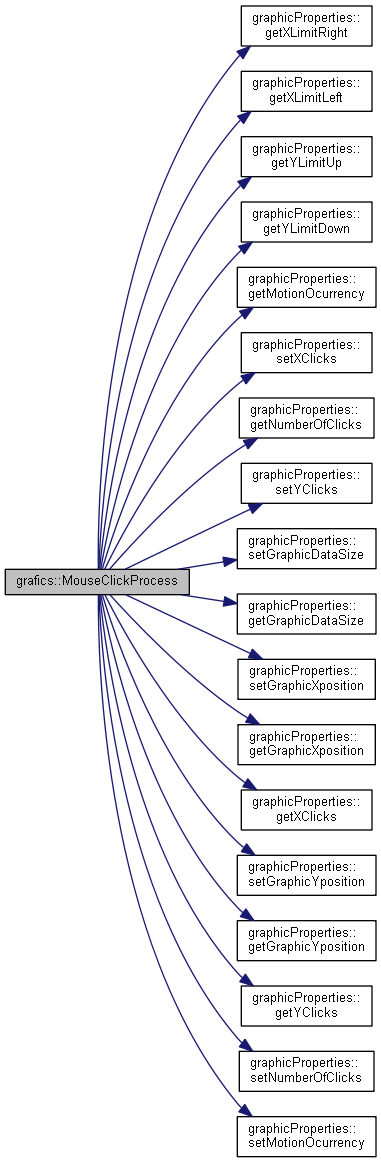 graphicProperties::
getXLimitRight
graphicProperties::
getXLimitLeft
graphicProperties::
getYLimitUp
graphicProperties::
getYLimitDown
graphicProperties::
getMotionOcurrency
graphicProperties::
setXClicks
graphicProperties::
getNumberOfClicks
graphicProperties::
setYClicks
graphicProperties::
setGraphicDataSize
grafics::MouseClickProcess
graphicProperties::
getGraphicDataSize
graphicProperties::
setGraphicXposition
graphicProperties::
getGraphicXposition
graphicProperties::
getXClicks
graphicProperties::
setGraphicYposition
graphicProperties::
getGraphicYposition
graphicProperties::
getYClicks
graphicProperties::
setNumberOfClicks
graphicProperties::
setMotionOcurrency